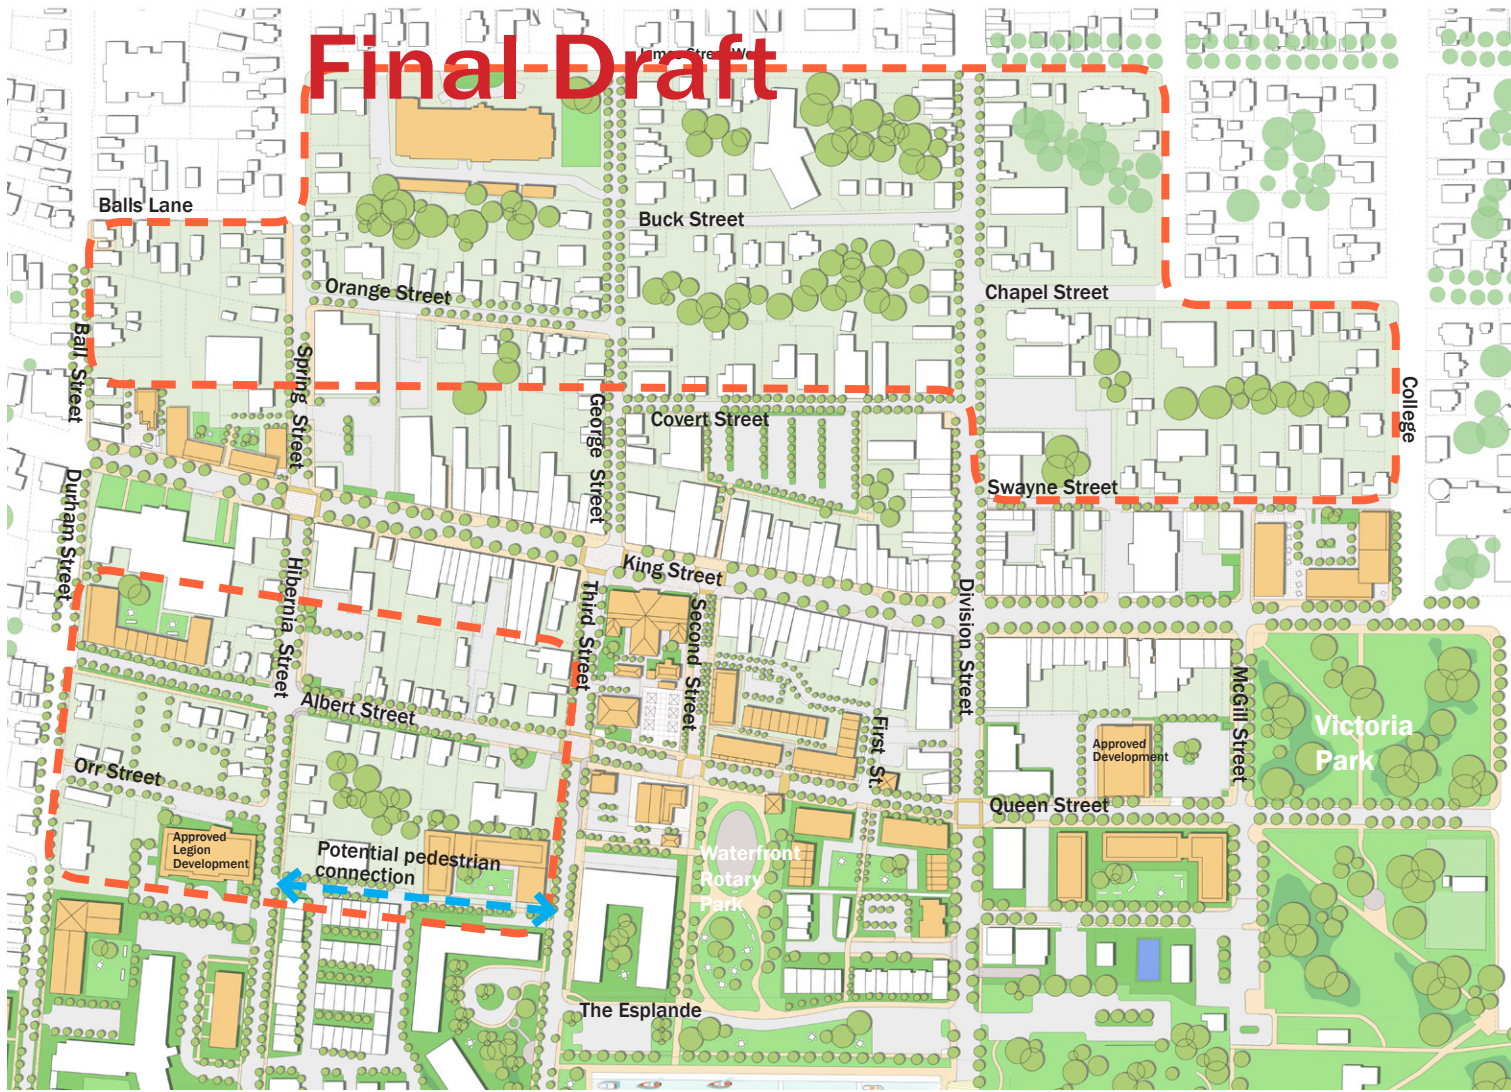 Final Draft
Balls Lane
Buck Street
Orange Street
Chapel Street
Ball Street
Spring Street
George Street
Covert Street
College
Swayne Street
Durham Street
Hibernia Street
King Street
Third Street
Second Street
Division Street
Albert Street
First St.
McGill Street
Victoria
Park
Approved
Development
Orr Street
Queen Street
Approved
Legion
Development
Potential pedestrian
connection
Waterfront
Rotary
Park
The Esplande